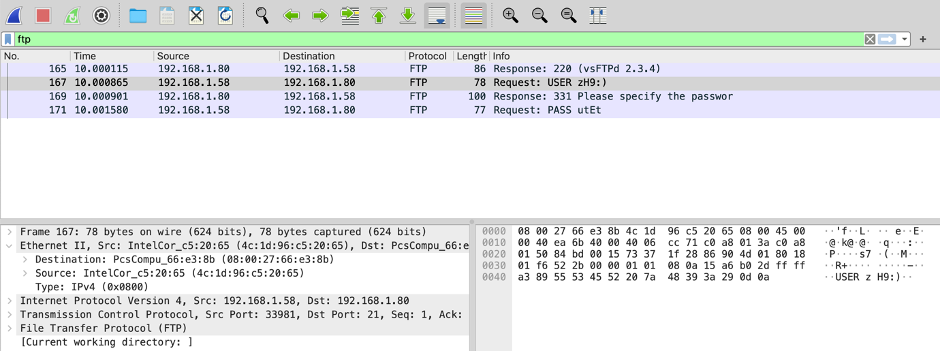 ftp
No. Time Source Destination Protocol Length Info
165 10.000115 192.168.1.80 192.168.1.58 FTP 86 Response: 220 (vsFTPd 2.3.4)
167 10.000865 192.168.1.58 192.168.1.80 FTP 78 Request: USER zH9:)
169 10.000901 192.168.1.80 192.168.1.58 FTP 100 Response: 331 Please specify the passwor
171 10.001580 192.168.1.58 192.168.1.80 FTP 77 Request: PASS utEt
Frame 167: 78 bytes on wire (624 bits), 78 bytes captured (624 bits)
Ethernet II, Src: IntelCor_c5:20:65 (4c:1d:96:c5:20:65), Dst: PcsCompu_66:e
Destination: PcsCompu_66:e3:8b (08:00:27:66:e3:8b)
Source: IntelCor_c5:20:65 (4c:1d:96:c5:20:65)
Type: IPv4 (0x0800)
Internet Protocol Version 4, Src: 192.168.1.58, Dst: 192.168.1.80
Transmission Control Protocol, Src Port: 33981, Dst Port: 21, Seq: 1, Ack:
File Transfer Protocol (FTP)
[Current working directory: ]
0000 08 00 27 66 e3 8b 4c 1d 96 c5 20 65 08 00 45 00 ··'f··L· ·· e··E·
0010 00 40 ea 6b 40 00 40 06 cc 71 c0 a8 01 3a c0 a8 ·@·k@·@· ·q···:··
0020 01 50 84 bd 00 15 73 37 1f 28 86 90 4d 01 80 18 ·P····s7 ·(··M···
0030 01 f6 52 2b 00 00 01 01 08 0a 15 a6 b0 2d ff ff ··R+···· ·····-··
0040 a3 89 55 53 45 52 20 7a 48 39 3a 29 0d 0a ··USER z H9:)··